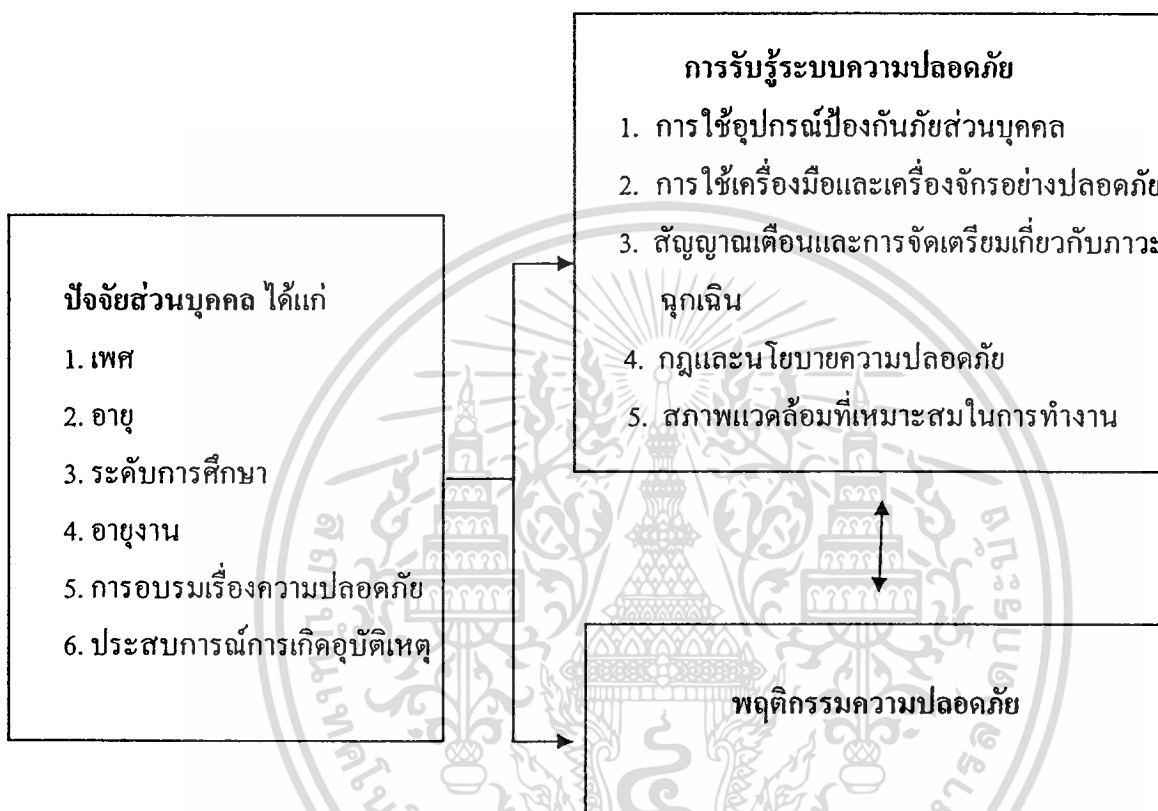 การรับรู้ระบบความปลอดภัย
1. การใช้อุปกรณ์ป้องกันภัยส่วนบุคคล
2. การใช้เครื่องมือและเครื่องจักรอย่างปลอดภัย
3. สัญญาณเตือนและการจัดเตรียมเกี่ยวกับภาวะ
ฉุกเฉิน
4. กฎและนโยบายความปลอดภัย
5. สภาพแวดล้อมที่เหมาะสมในการทำงาน
ปัจจัยส่วนบุคคล ได้แก่
1. เพศ
2. อายุ
3. ระดับการศึกษา
4. อายุงาน
5. การอบรมเรื่องความปลอดภัย
6. ประสบการณ์การเกิดอุบัติเหตุ
พฤติกรรมความปลอดภัย